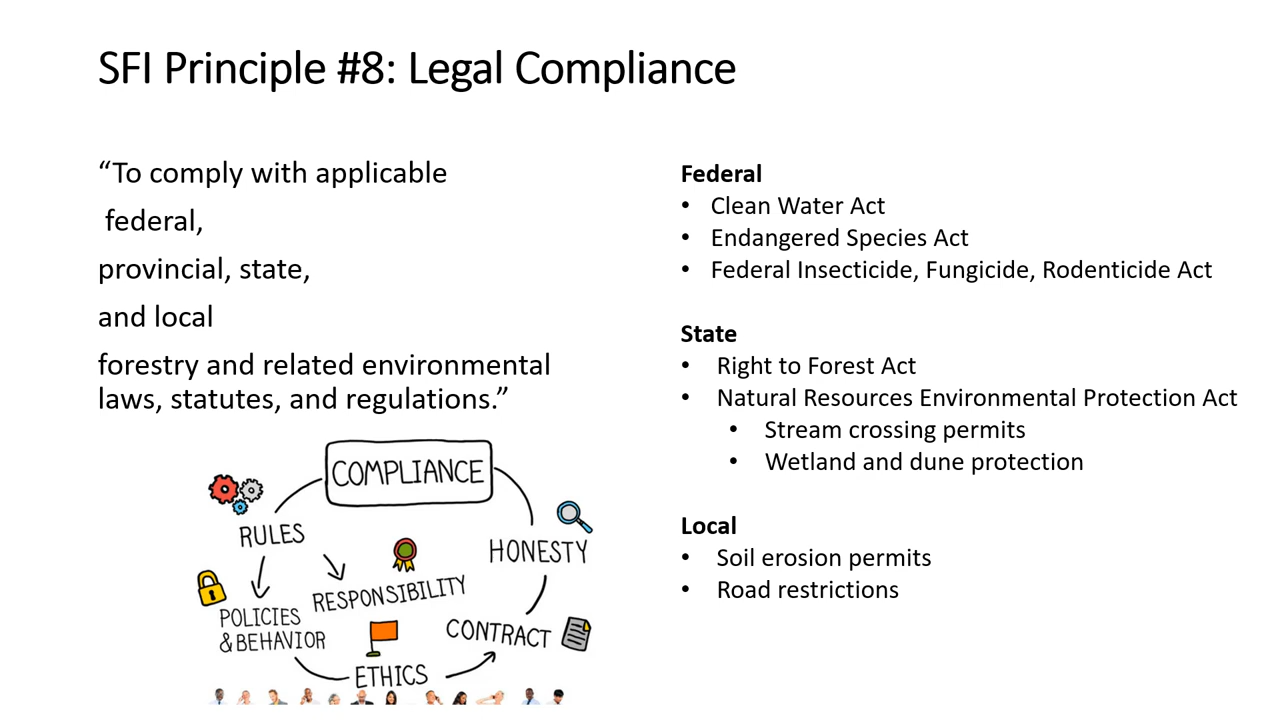 SFI Principle #8: Legal Compliance
“To comply with applicable
federal,
provincial, state,
and local
forestry and related environmental
laws, statutes, and regulations.”
COMPLIANCE
RULES
HONESTY
RESPONSIBILITY
POLICIES
& BEHAVIOR
CONTRACT
ETHICS
Federal
• Clean Water Act
• Endangered Species Act
• Federal Insecticide, Fungicide, Rodenticide Act
State
• Right to Forest Act
• Natural Resources Environmental Protection Act
• Stream crossing permits
• Wetland and dune protection
Local
• Soil erosion permits
• Road restrictions